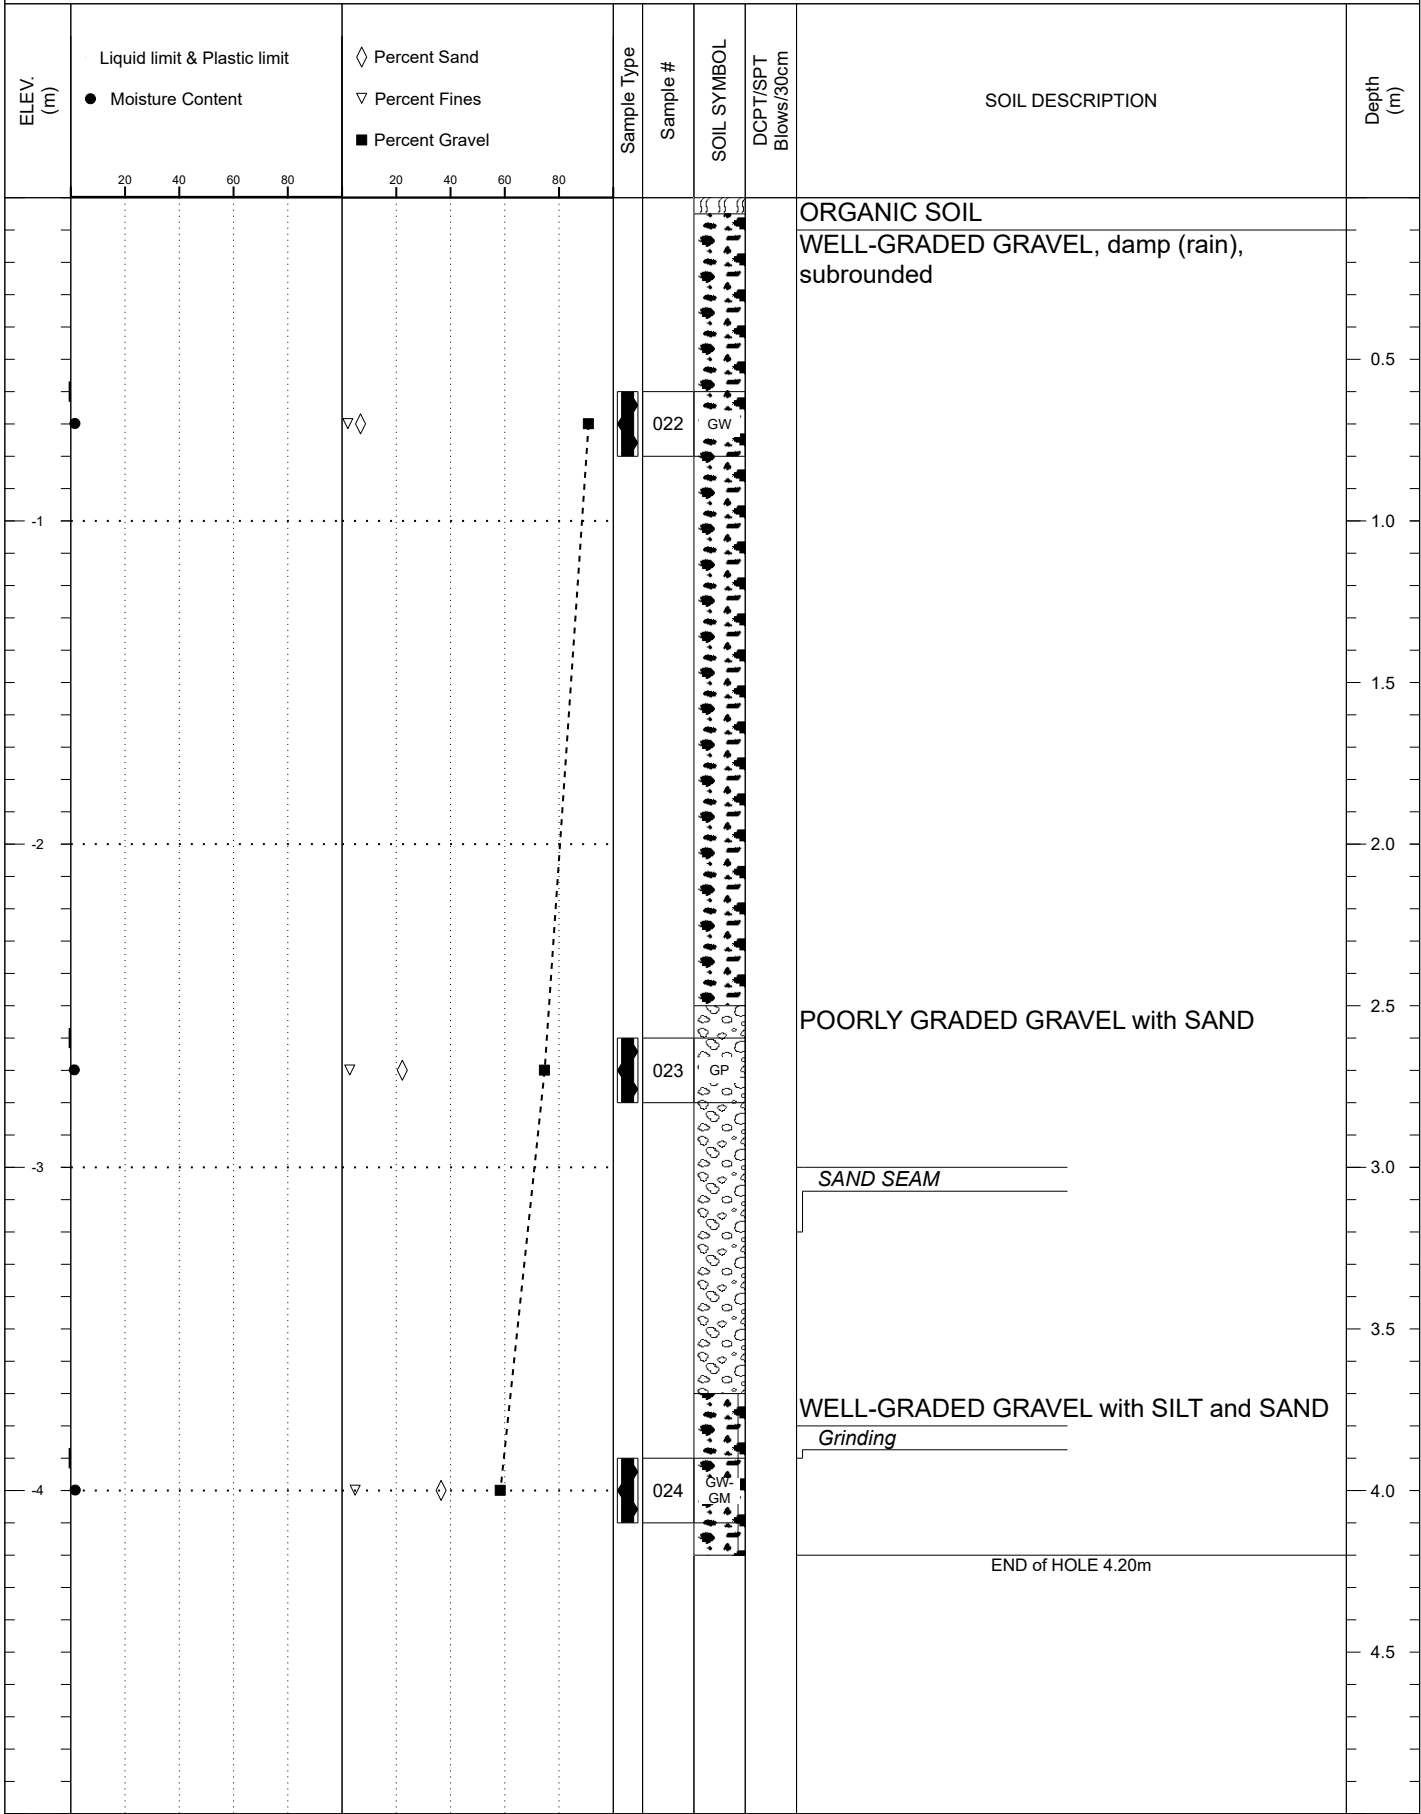 ELEV.
(m)
Liquid limit & Plastic limit
Moisture Content
Percent Sand
Percent Fines
Percent Gravel
Sample Type
Sample #
SOIL SYMBOL
DCPT/SPT
Blows/30cm
SOIL DESCRIPTION
Depth
(m)
20 40 60 80 20 40 60 80
ORGANIC SOIL
WELL-GRADED GRAVEL, damp (rain),
subrounded
0.5
022 GW
-1 1.0
1.5
-2 2.0
2.5
POORLY GRADED GRAVEL with SAND
023 GP
-3 3.0
SAND SEAM
3.5
WELL-GRADED GRAVEL with SILT and SAND
Grinding
-4 024 GW- 4.0
GM
END of HOLE 4.20m
4.5